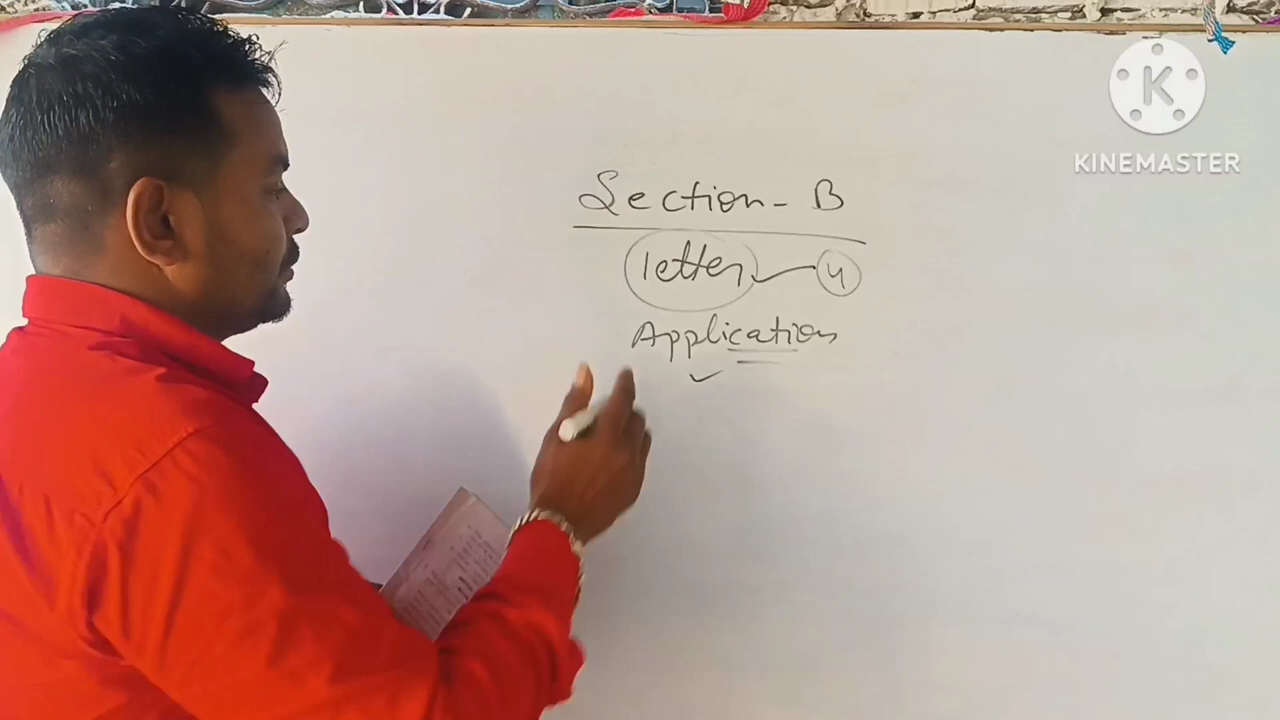 Section - B
letter 4
Application
K
KINEMASTER